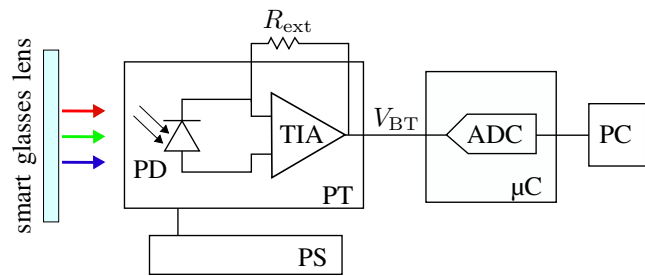 smart glasses lens
R_ext
PD
TIA
PT
V_BT
ADC
μC
PC
PS